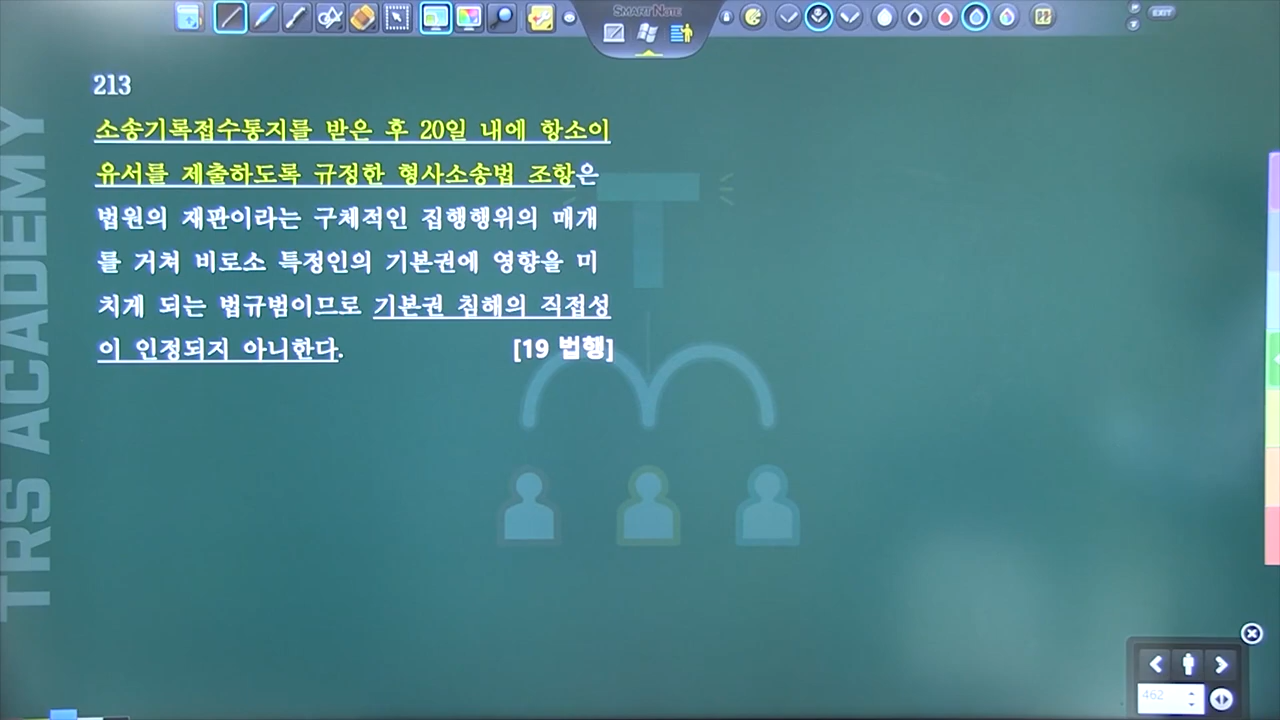 SMARTNOTE
EXIT
213
소송기록접수통지를 받은 후 20일 내에 항소이
유서를 제출하도록 규정한 형사소송법 조항은
법원의 재판이라는 구체적인 집행행위의 매개
를 거쳐 비로소 특정인의 기본권에 영향을 미
치게 되는 법규범이므로 기본권 침해의 직접성
이 인정되지 아니한다. [19 법행]
TRS ACADEMY
462